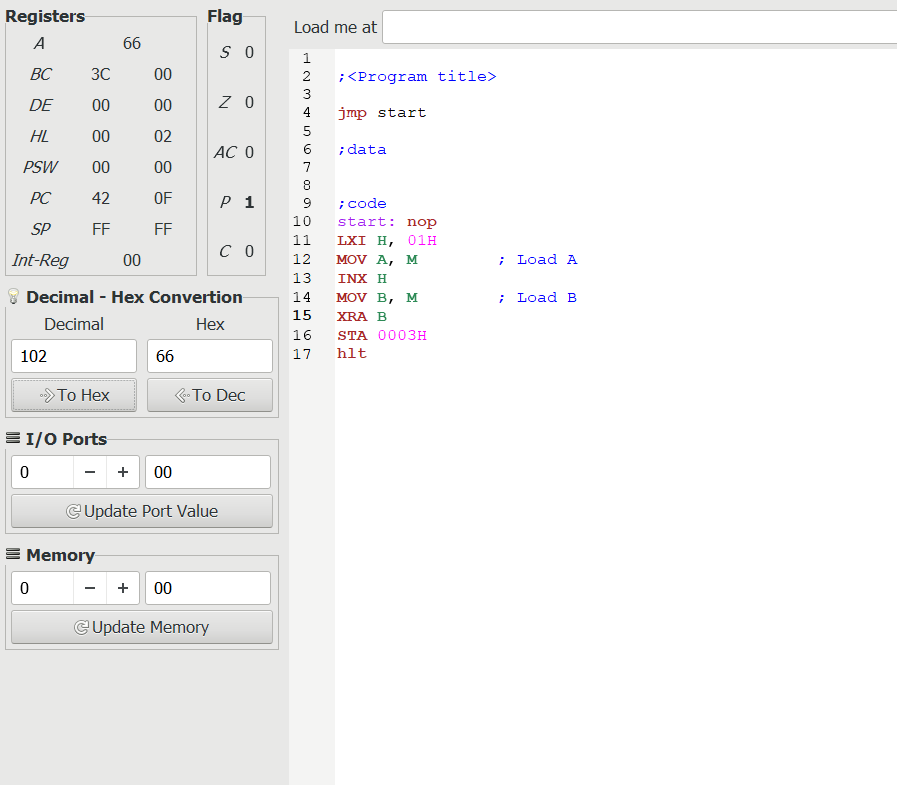 Registers
A 66
BC 3C 00
DE 00 00
HL 00 02
PSW 00 00
PC 42 0F
SP FF FF
Int-Reg 00
Flag
S 0
Z 0
AC 0
P 1
C 0
Decimal - Hex Convertion
Decimal Hex
102 66
To Hex To Dec
I/O Ports
0 − + 00
Update Port Value
Memory
0 − + 00
Update Memory
Load me at
1
2 ;<Program title>
3
4 jmp start
5
6 ;data
7
8
9 ;code
10 start: nop
11 LXI H, 01H
12 MOV A, M ; Load A
13 INX H
14 MOV B, M ; Load B
15 XRA B
16 STA 0003H
17 hlt